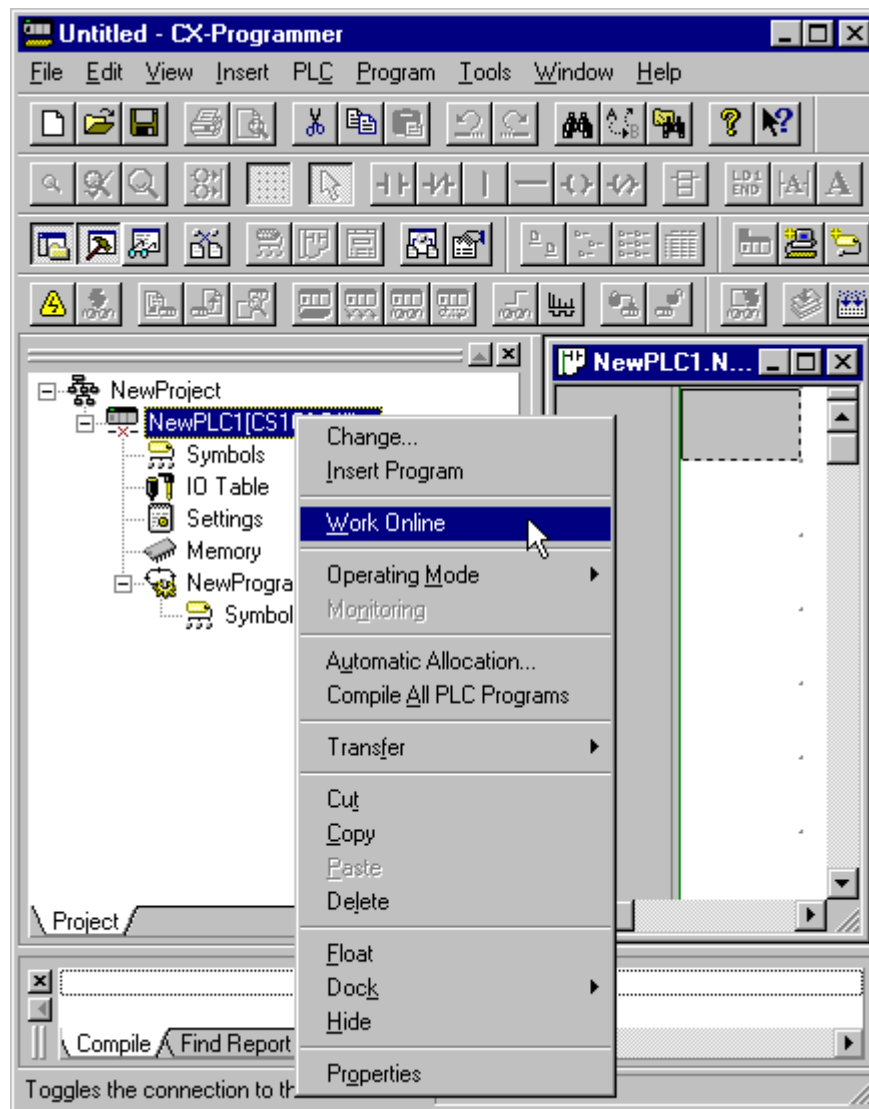 Untitled - CX-Programmer
File Edit View Insert PLC Program Tools Window Help
LD1
END
A
A
NewPLC1.N...
NewProject
NewPLC1[CS1
Symbols
IO Table
Settings
Memory
NewProgra
Symbol
Change...
Insert Program
Work Online
Operating Mode
Monitoring
Automatic Allocation...
Compile All PLC Programs
Transfer
Cut
Copy
Paste
Delete
Float
Dock
Hide
Properties
Project
Compile Find Report
Toggles the connection to th